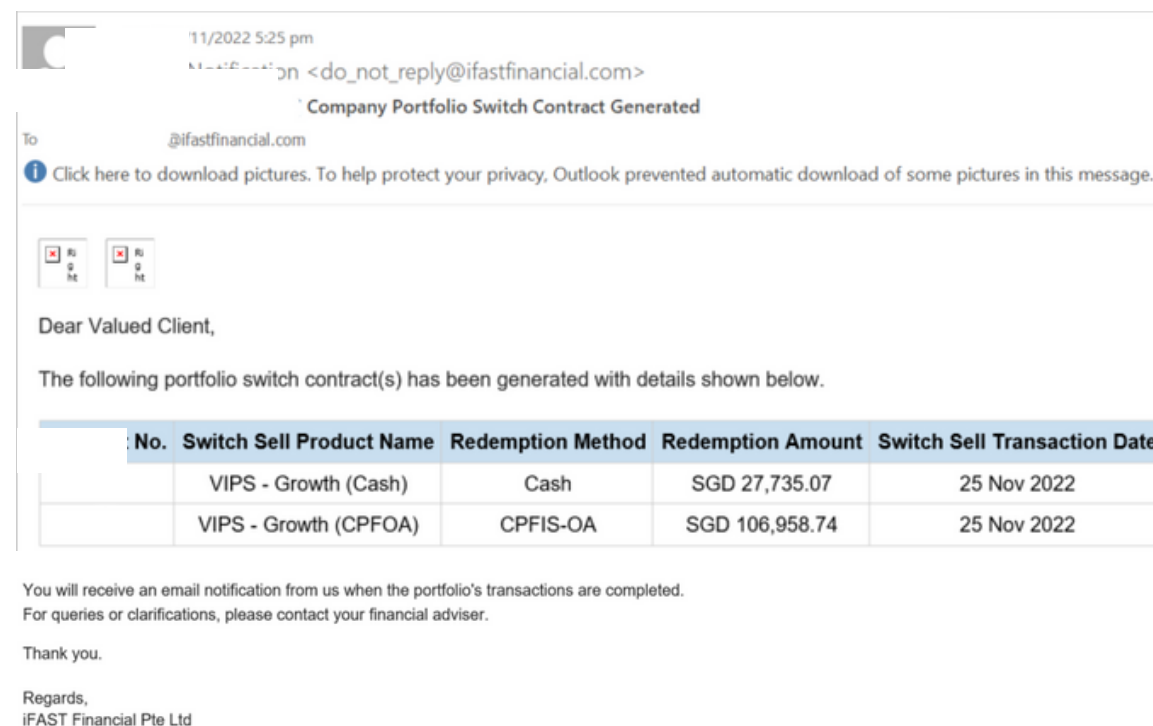 '11/2022 5:25 pm
<do_not_reply@ifastfinancial.com>
Company Portfolio Switch Contract Generated
To @ifastfinancial.com
Click here to download pictures. To help protect your privacy, Outlook prevented automatic download of some pictures in this message.
Ri Ri
g g
ht ht
Dear Valued Client,
The following portfolio switch contract(s) has been generated with details shown below.
No. Switch Sell Product Name Redemption Method Redemption Amount Switch Sell Transaction Date
VIPS - Growth (Cash) Cash SGD 27,735.07 25 Nov 2022
VIPS - Growth (CPFOA) CPFIS-OA SGD 106,958.74 25 Nov 2022
You will receive an email notification from us when the portfolio's transactions are completed.
For queries or clarifications, please contact your financial adviser.
Thank you.
Regards,
iFAST Financial Pte Ltd